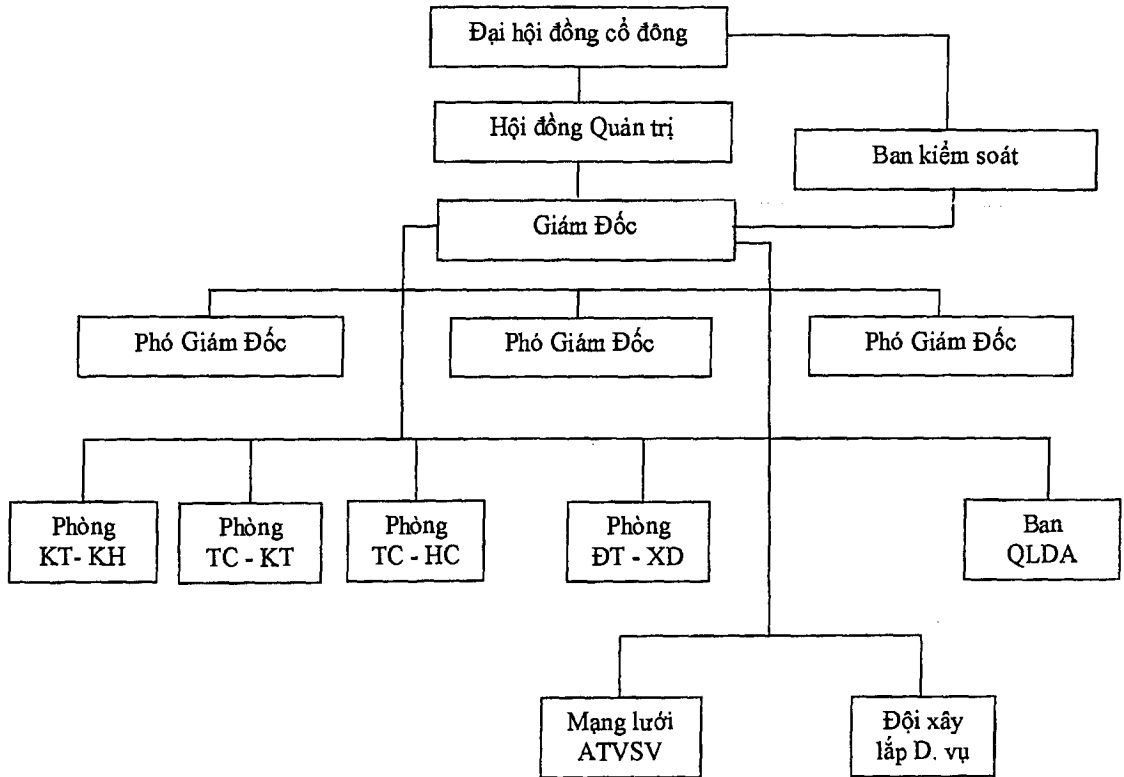 Đại hội đồng cổ đông
Hội đồng Quản trị
Ban kiểm soát
Giám Đốc
Phó Giám Đốc
Phó Giám Đốc
Phó Giám Đốc
Phòng
KT- KH
Phòng
TC - KT
Phòng
TC - HC
Phòng
ĐT - XD
Ban
QLDA
Mạng lưới
ATVSV
Đội xây
lắp D. vụ